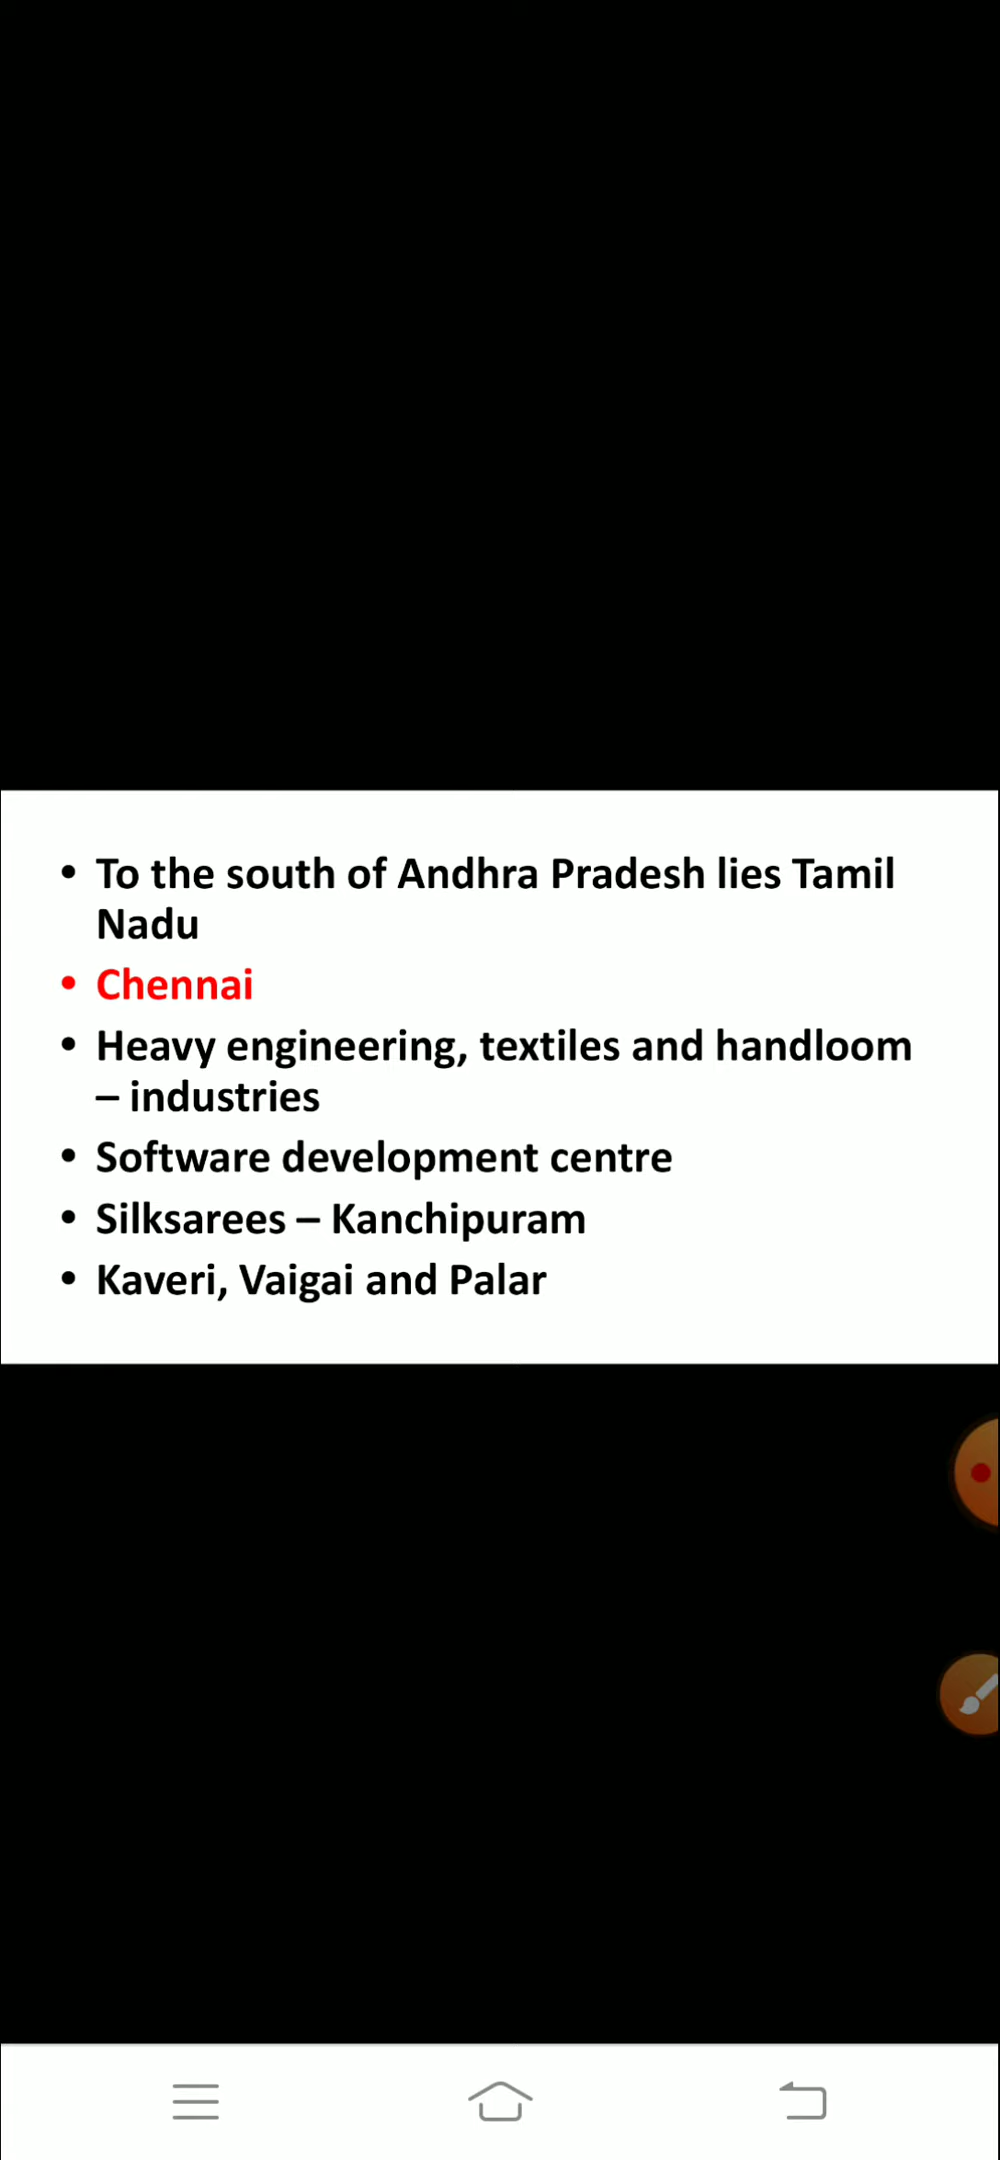 • To the south of Andhra Pradesh lies Tamil
Nadu
• Chennai
• Heavy engineering, textiles and handloom
– industries
• Software development centre
• Silksarees – Kanchipuram
• Kaveri, Vaigai and Palar